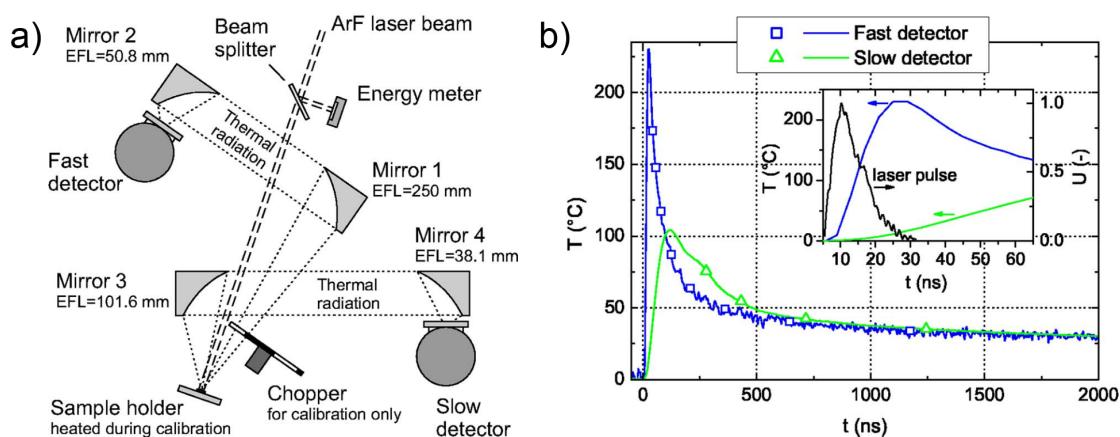 a)
Mirror 2
EFL=50.8 mm
Beam
splitter
ArF laser beam
Energy meter
Thermal
radiation
Fast
detector
Mirror 1
EFL=250 mm
Mirror 4
EFL=38.1 mm
Mirror 3
EFL=101.6 mm
Thermal
radiation
Sample holder
heated during calibration
Chopper
for calibration only
Slow
detector
b)
Fast detector
Slow detector
T (°C)
200
150
100
50
0
0 500 1000 1500 2000
t (ns)
T (°C)
200
100
0
laser pulse
1.0
0.5
0.0
U (-)
10 20 30 40 50 60
t (ns)